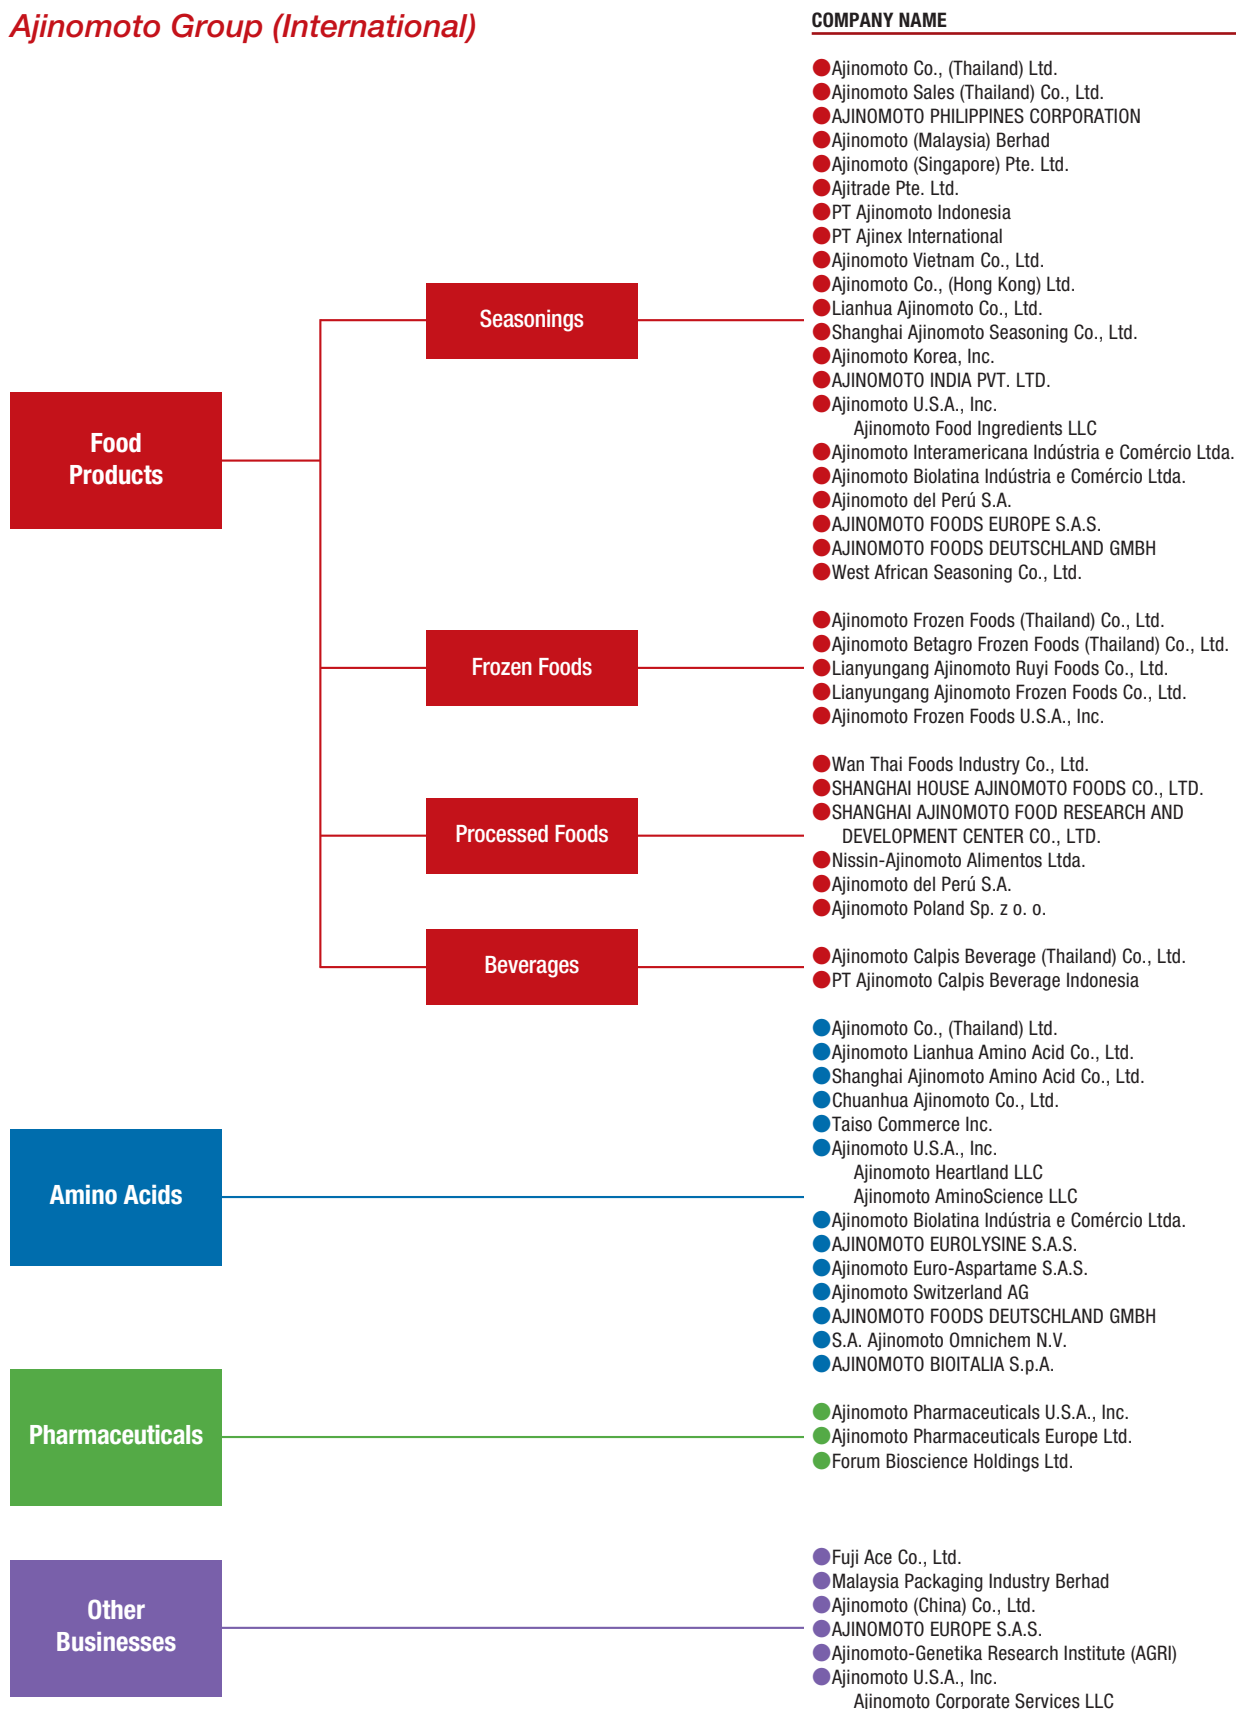 Ajinomoto Group (International)
COMPANY NAME
Food
Products
Seasonings
Ajinomoto Co., (Thailand) Ltd.
Ajinomoto Sales (Thailand) Co., Ltd.
AJINOMOTO PHILIPPINES CORPORATION
Ajinomoto (Malaysia) Berhad
Ajinomoto (Singapore) Pte. Ltd.
Ajitrade Pte. Ltd.
PT Ajinomoto Indonesia
PT Ajinex International
Ajinomoto Vietnam Co., Ltd.
Ajinomoto Co., (Hong Kong) Ltd.
Lianhua Ajinomoto Co., Ltd.
Shanghai Ajinomoto Seasoning Co., Ltd.
Ajinomoto Korea, Inc.
AJINOMOTO INDIA PVT. LTD.
Ajinomoto U.S.A., Inc.
Ajinomoto Food Ingredients LLC
Ajinomoto Interamericana Indústria e Comércio Ltda.
Ajinomoto Biolatina Indústria e Comércio Ltda.
Ajinomoto del Perú S.A.
AJINOMOTO FOODS EUROPE S.A.S.
AJINOMOTO FOODS DEUTSCHLAND GMBH
West African Seasoning Co., Ltd.
Frozen Foods
Ajinomoto Frozen Foods (Thailand) Co., Ltd.
Ajinomoto Betagro Frozen Foods (Thailand) Co., Ltd.
Lianyungang Ajinomoto Ruyi Foods Co., Ltd.
Lianyungang Ajinomoto Frozen Foods Co., Ltd.
Ajinomoto Frozen Foods U.S.A., Inc.
Processed Foods
Wan Thai Foods Industry Co., Ltd.
SHANGHAI HOUSE AJINOMOTO FOODS CO., LTD.
SHANGHAI AJINOMOTO FOOD RESEARCH AND
DEVELOPMENT CENTER CO., LTD.
Nissin-Ajinomoto Alimentos Ltda.
Ajinomoto del Perú S.A.
Ajinomoto Poland Sp. z o. o.
Beverages
Ajinomoto Calpis Beverage (Thailand) Co., Ltd.
PT Ajinomoto Calpis Beverage Indonesia
Amino Acids
Ajinomoto Co., (Thailand) Ltd.
Ajinomoto Lianhua Amino Acid Co., Ltd.
Shanghai Ajinomoto Amino Acid Co., Ltd.
Chuanhua Ajinomoto Co., Ltd.
Taiso Commerce Inc.
Ajinomoto U.S.A., Inc.
Ajinomoto Heartland LLC
Ajinomoto AminoScience LLC
Ajinomoto Biolatina Indústria e Comércio Ltda.
AJINOMOTO EUROLYSINE S.A.S.
Ajinomoto Euro-Aspartame S.A.S.
Ajinomoto Switzerland AG
AJINOMOTO FOODS DEUTSCHLAND GMBH
S.A. Ajinomoto Omnichem N.V.
AJINOMOTO BIOITALIA S.p.A.
Pharmaceuticals
Ajinomoto Pharmaceuticals U.S.A., Inc.
Ajinomoto Pharmaceuticals Europe Ltd.
Forum Bioscience Holdings Ltd.
Other
Businesses
Fuji Ace Co., Ltd.
Malaysia Packaging Industry Berhad
Ajinomoto (China) Co., Ltd.
AJINOMOTO EUROPE S.A.S.
Ajinomoto-Genetika Research Institute (AGRI)
Ajinomoto U.S.A., Inc.
Ajinomoto Corporate Services LLC